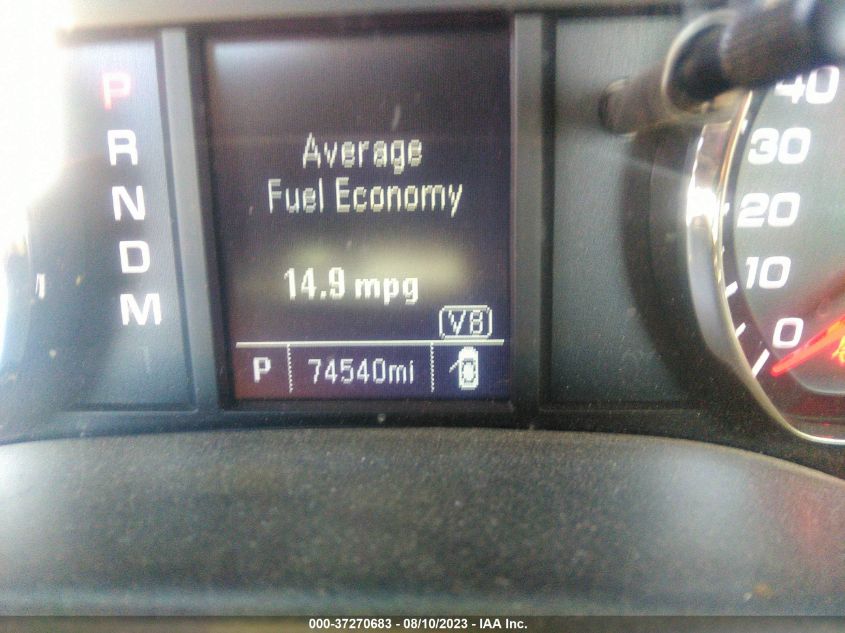 P
R
N
D
M
Average
Fuel Economy
14.9 mpg
V8
P 74540mi
40
30
20
10
0
000-37270683 - 08/10/2023 - IAA Inc.